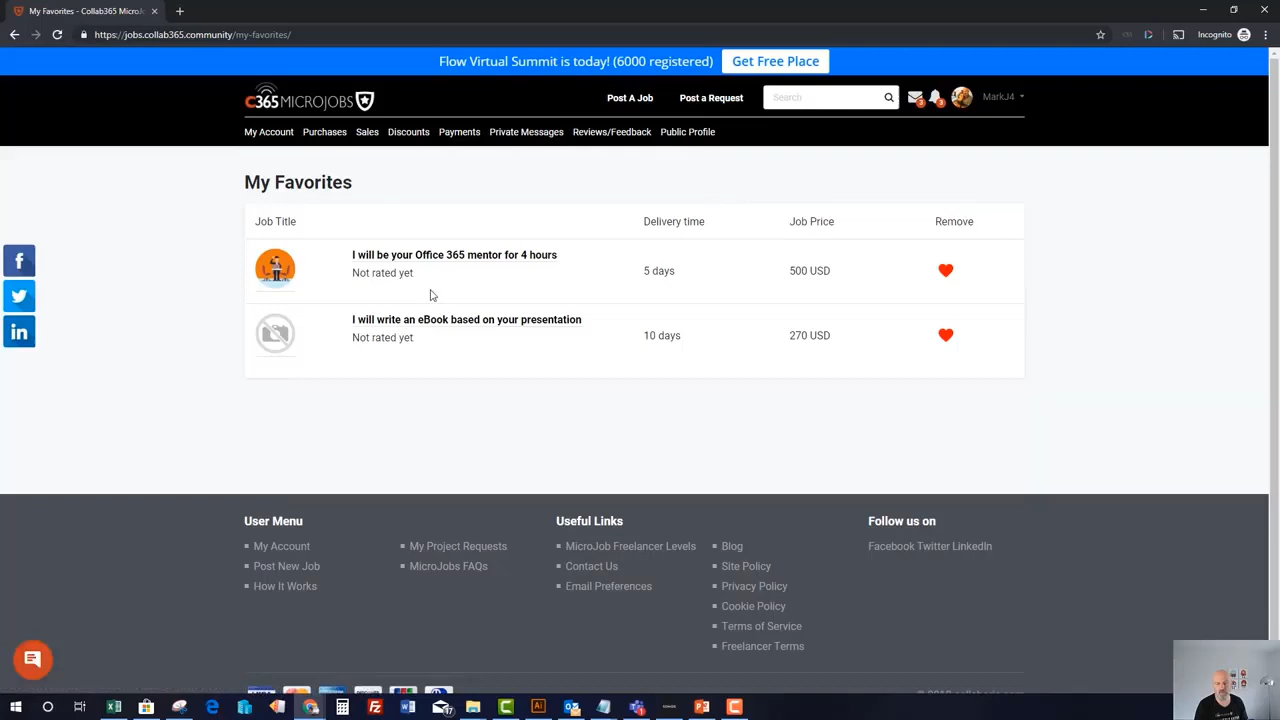 My Favorites - Collab365 MicroJo
https://jobs.collab365.community/my-favorites/
Incognito
Flow Virtual Summit is today! (6000 registered)
Get Free Place
C365MICROJOBS
Post A Job
Post a Request
Search
3
3
MarkJ4
My Account
Purchases
Sales
Discounts
Payments
Private Messages
Reviews/Feedback
Public Profile
My Favorites
Job Title
Delivery time
Job Price
Remove
I will be your Office 365 mentor for 4 hours
Not rated yet
5 days
500 USD
I will write an eBook based on your presentation
Not rated yet
10 days
270 USD
User Menu
My Account
Post New Job
How It Works
My Project Requests
MicroJobs FAQs
Useful Links
MicroJob Freelancer Levels
Contact Us
Email Preferences
Blog
Site Policy
Privacy Policy
Cookie Policy
Terms of Service
Freelancer Terms
Follow us on
Facebook Twitter LinkedIn